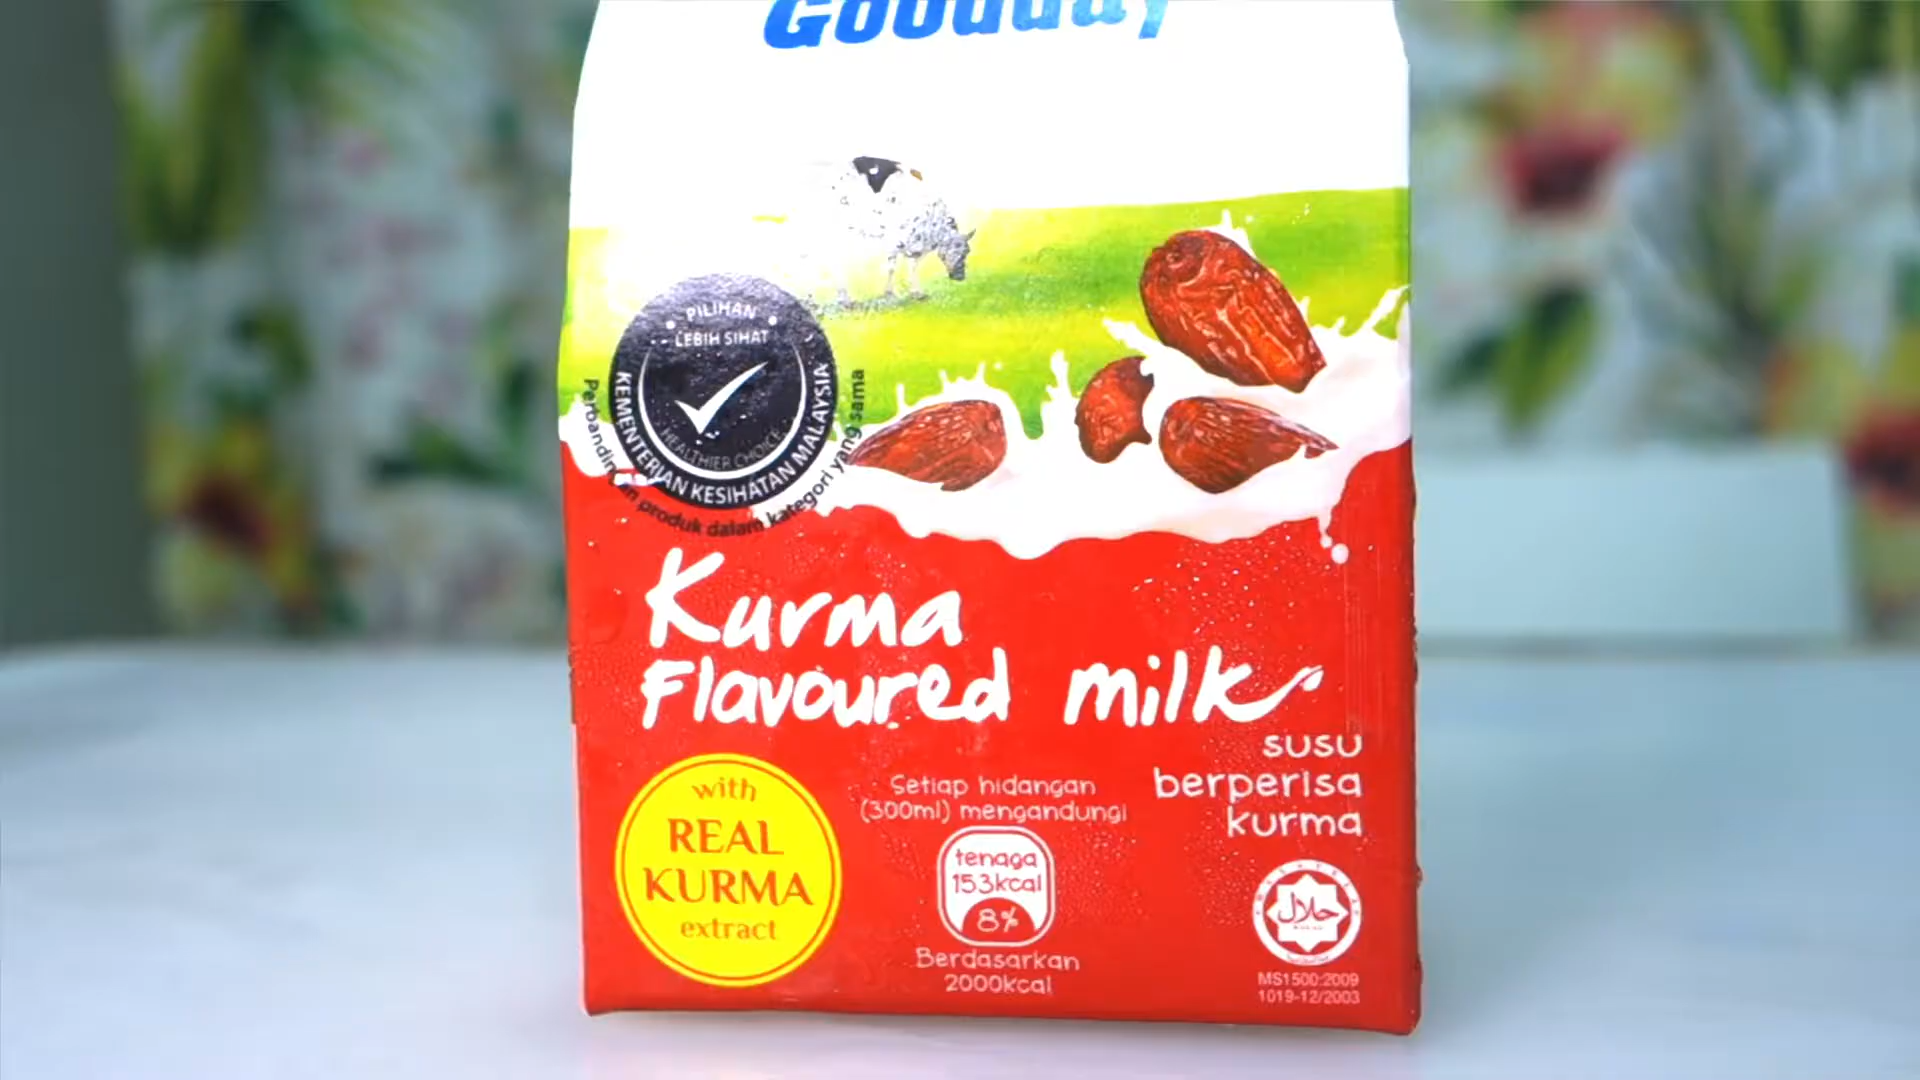 Goodday
PILIHAN
LEBIH SIHAT
HEALTHIER CHOICE
KEMENTERIAN KESIHATAN MALAYSIA
Perbandingan produk dalam kategori yang sama
Kurma
Flavoured milk
susu
berperisa
kurma
with
REAL
KURMA
extract
Setiap hidangan
(300ml) mengandungi
tenaga
153kcal
8%
Berdasarkan
2000kcal
حلال
MS1500:2009
1019-12/2003